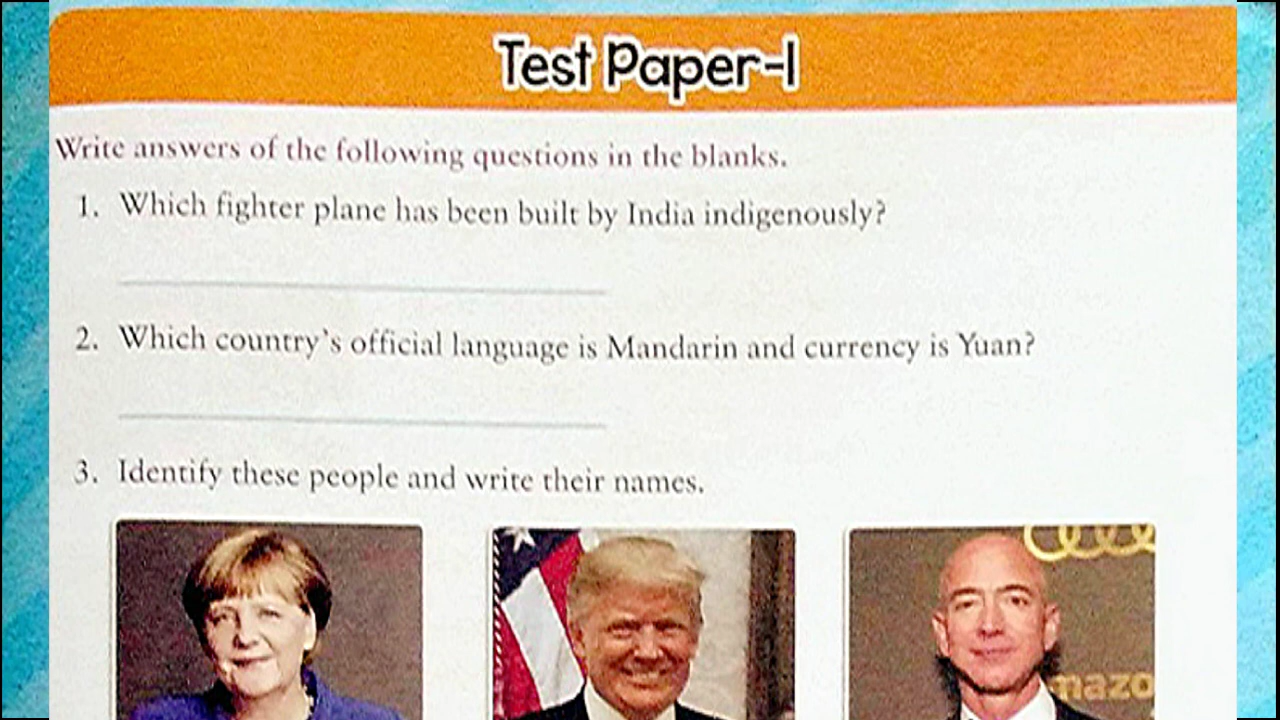 Test Paper-I
Write answers of the following questions in the blanks.
1. Which fighter plane has been built by India indigenously?
2. Which country's official language is Mandarin and currency is Yuan?
3. Identify these people and write their names.
mazo